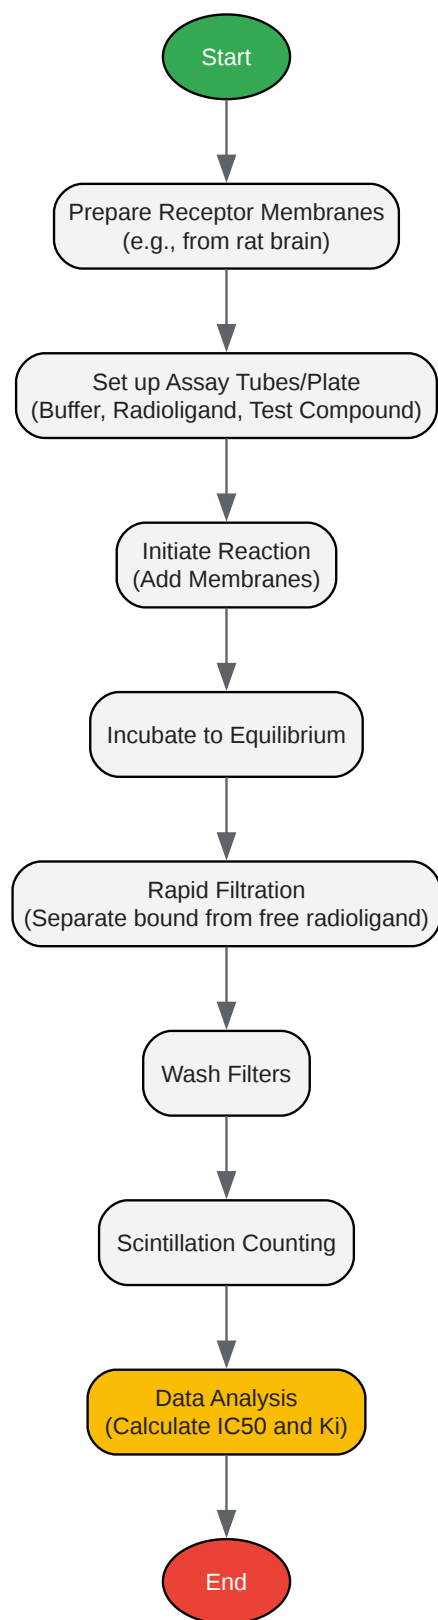 Start
Prepare Receptor Membranes
(e.g., from rat brain)
Set up Assay Tubes/Plate
(Buffer, Radioligand, Test Compound)
Initiate Reaction
(Add Membranes)
Incubate to Equilibrium
Rapid Filtration
(Separate bound from free radioligand)
Wash Filters
Scintillation Counting
Data Analysis
(Calculate IC50 and Ki)
End